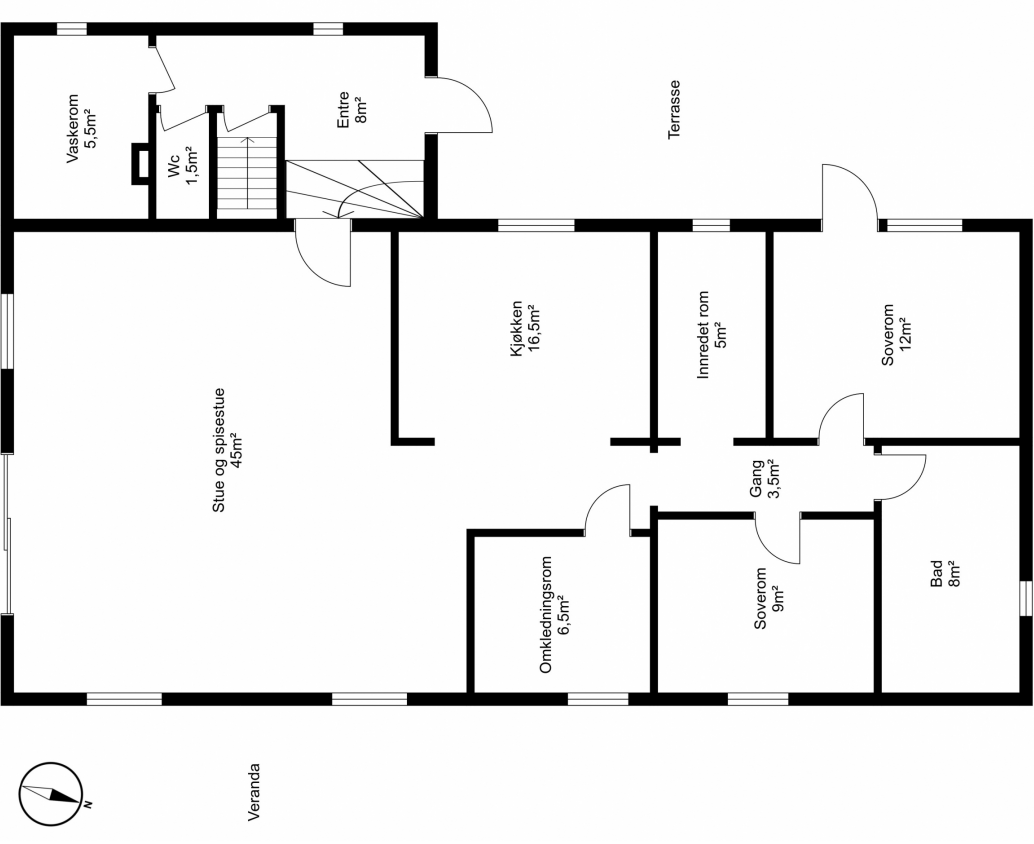 Vaskerom
5,5m²
Wc
1,5m²
Entre
8m²
Terrasse
Stue og spisestue
45m²
Kjøkken
16,5m²
Innredet rom
5m²
Soverom
12m²
Gang
3,5m²
Omkledningsrom
6,5m²
Soverom
9m²
Bad
8m²
Veranda
N